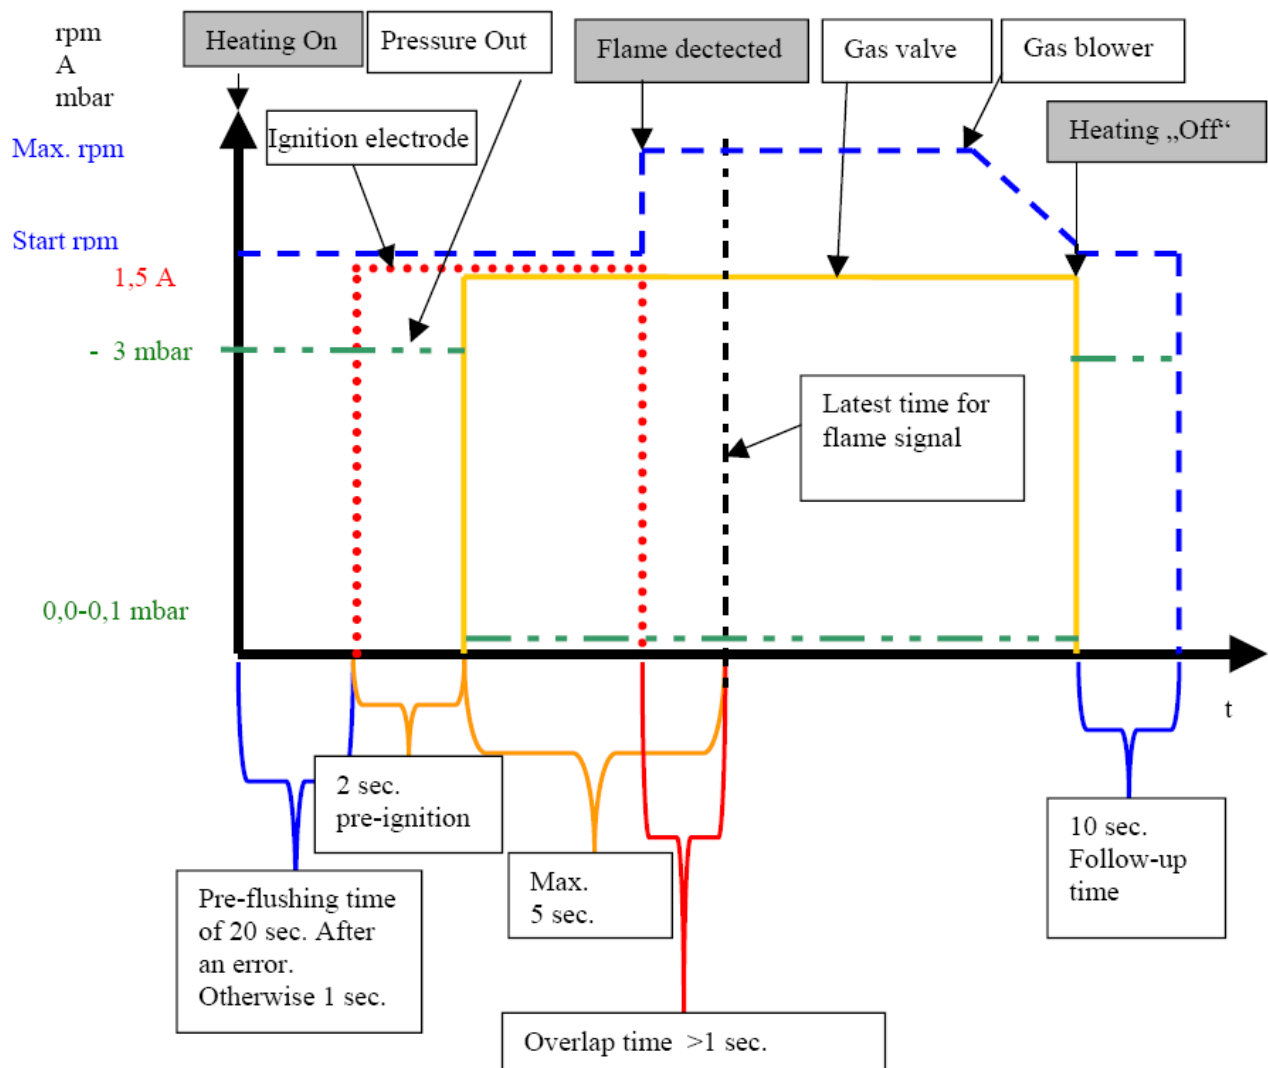 rpm
A
mbar
Heating On
Pressure Out
Flame dectected
Gas valve
Gas blower
Ignition electrode
Heating „Off“
Max. rpm
Start rpm
1,5 A
- 3 mbar
Latest time for
flame signal
0,0-0,1 mbar
t
2 sec.
pre-ignition
Max.
5 sec.
10 sec.
Follow-up
time
Pre-flushing time
of 20 sec. After
an error.
Otherwise 1 sec.
Overlap time >1 sec.